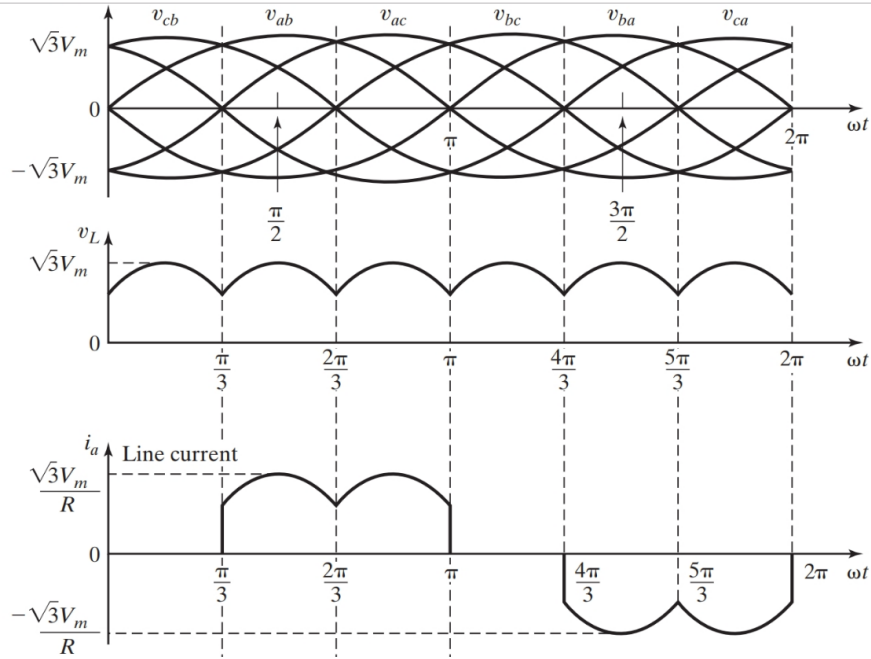 v_cb v_ab v_ac v_bc v_ba v_ca
√3V_m
0 ωt
π 2π
−√3V_m
π/2 3π/2
v_L
√3V_m
0
π/3 2π/3 π 4π/3 5π/3 2π ωt
i_a Line current
√3V_m/R
0
π/3 2π/3 π 4π/3 5π/3 2π ωt
−√3V_m/R